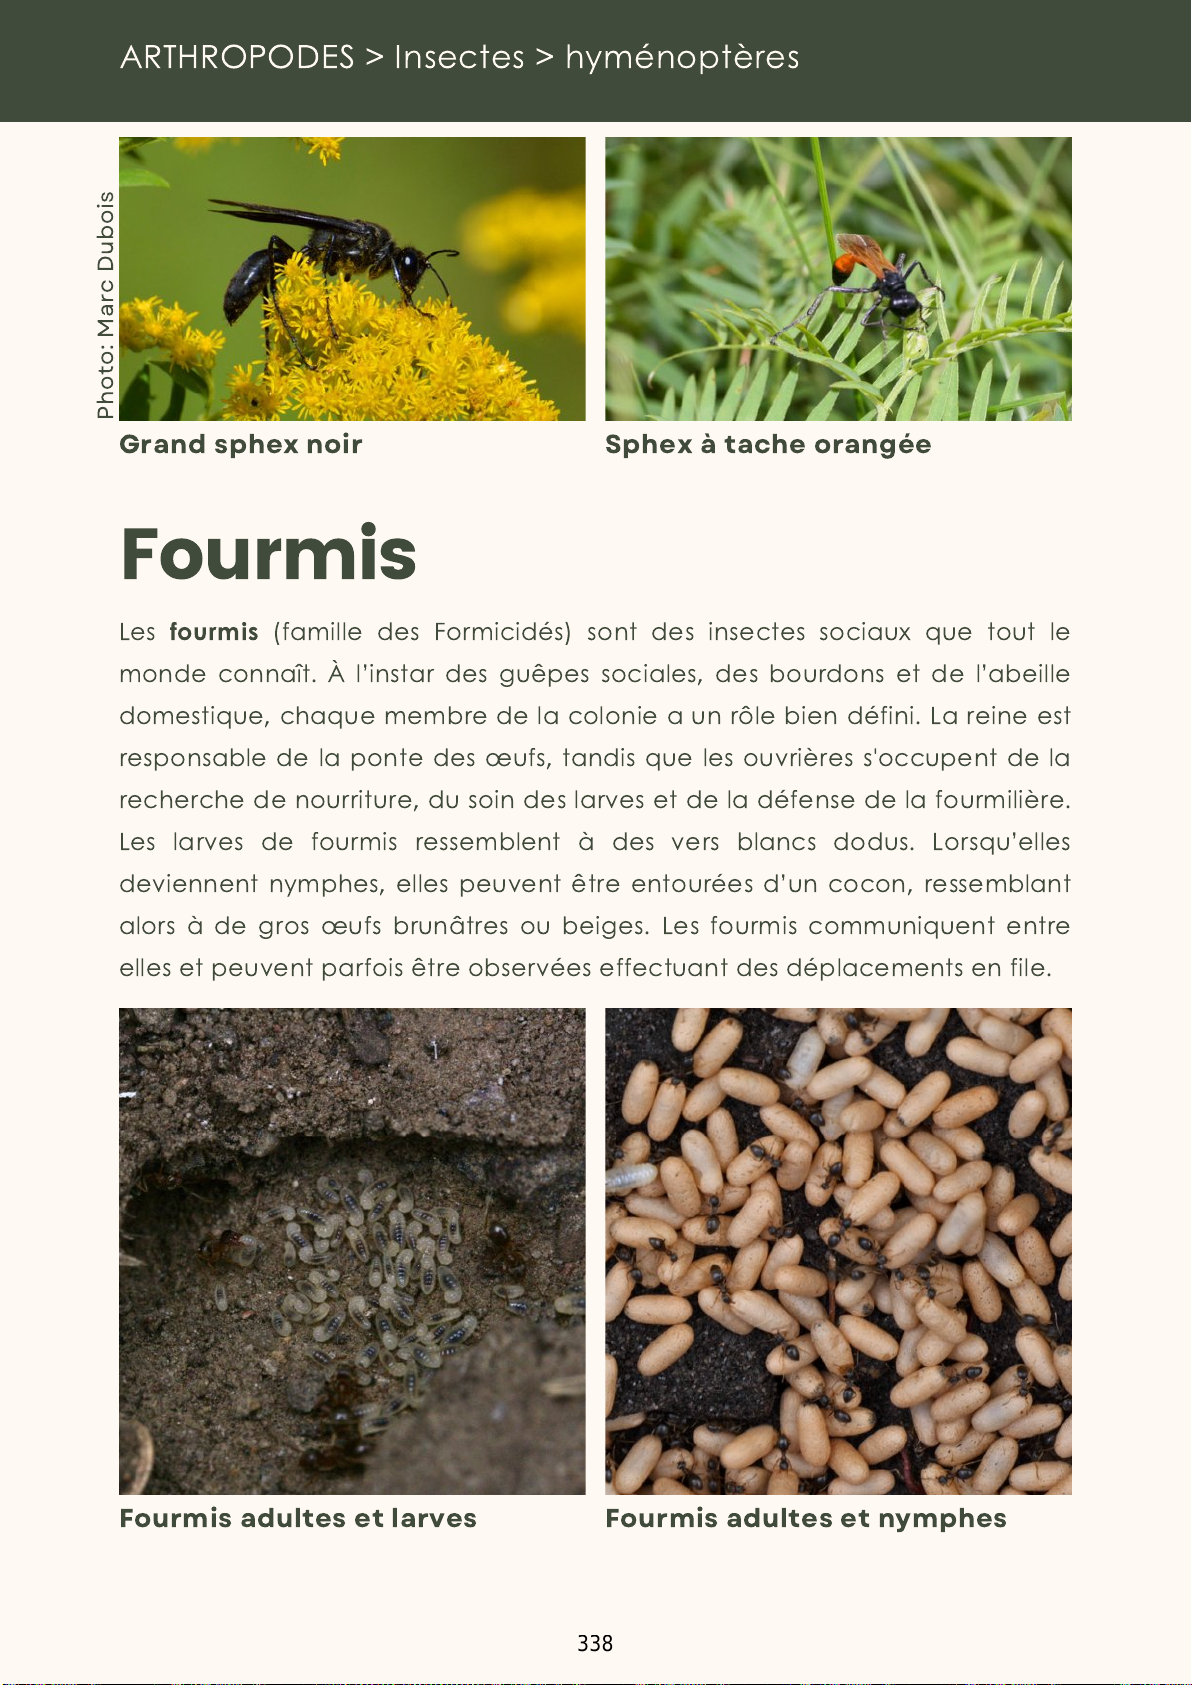 ARTHROPODES > Insectes > hyménoptères
Photo: Marc Dubois
Grand sphex noir
Sphex à tache orangée
Fourmis
Les fourmis (famille des Formicidés) sont des insectes sociaux que tout le
monde connaît. À l’instar des guêpes sociales, des bourdons et de l’abeille
domestique, chaque membre de la colonie a un rôle bien défini. La reine est
responsable de la ponte des œufs, tandis que les ouvrières s'occupent de la
recherche de nourriture, du soin des larves et de la défense de la fourmilière.
Les larves de fourmis ressemblent à des vers blancs dodus. Lorsqu’elles
deviennent nymphes, elles peuvent être entourées d’un cocon, ressemblant
alors à de gros œufs brunâtres ou beiges. Les fourmis communiquent entre
elles et peuvent parfois être observées effectuant des déplacements en file.
Fourmis adultes et larves
Fourmis adultes et nymphes
338